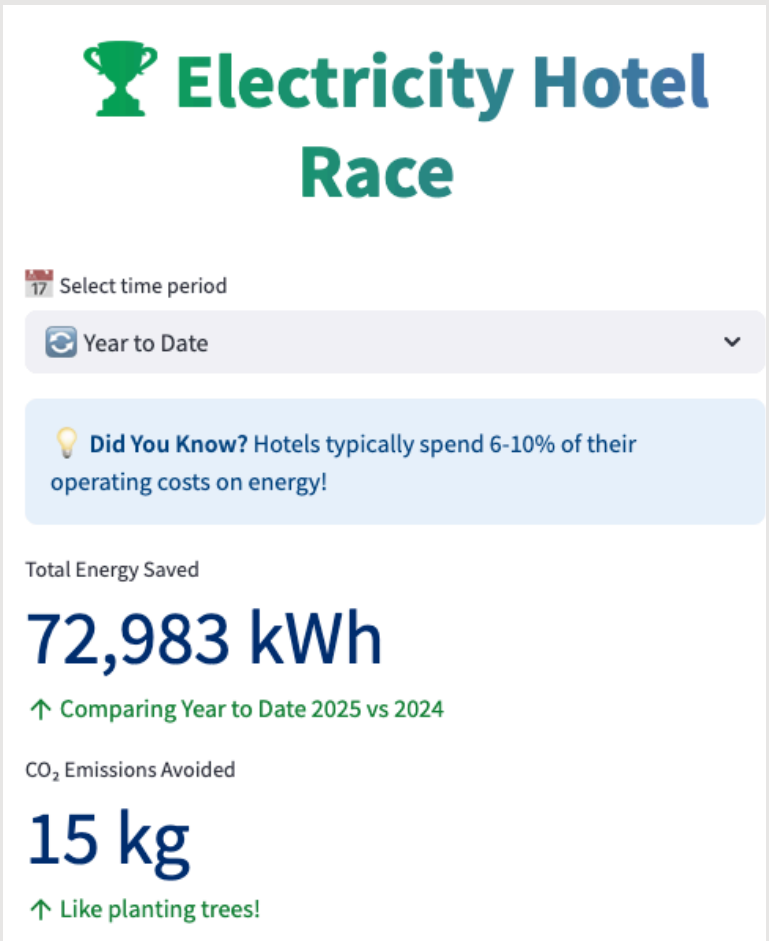 🏆 Electricity Hotel
Race
📅 Select time period
🔄 Year to Date
💡 Did You Know? Hotels typically spend 6-10% of their
operating costs on energy!
Total Energy Saved
72,983 kWh
↑ Comparing Year to Date 2025 vs 2024
CO₂ Emissions Avoided
15 kg
↑ Like planting trees!